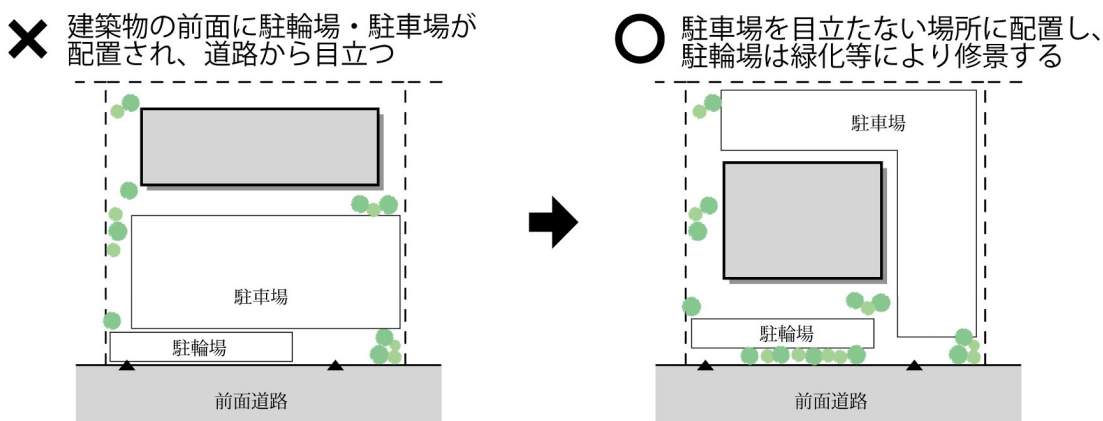 建築物の前面に駐輪場・駐車場が
配置され、道路から目立つ
駐車場
駐輪場
前面道路
駐車場を目立たない場所に配置し、
駐輪場は緑化等により修景する
駐車場
駐輪場
前面道路